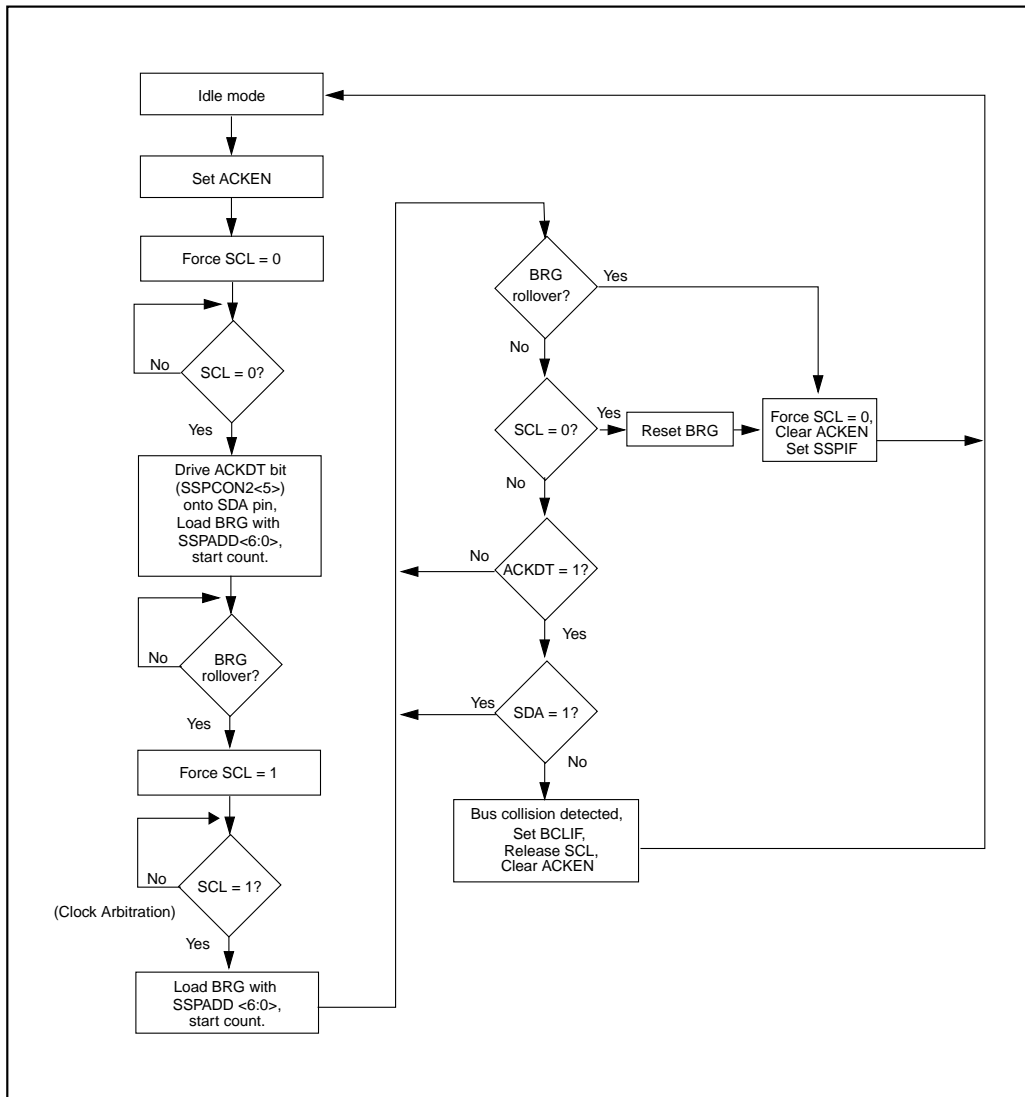 Idle mode
Set ACKEN
Force SCL = 0
No
SCL = 0?
Yes
Drive ACKDT bit
(SSPCON2<5>)
onto SDA pin,
Load BRG with
SSPADD<6:0>,
start count.
No
BRG
rollover?
Yes
Force SCL = 1
No
SCL = 1?
(Clock Arbitration)
Yes
Load BRG with
SSPADD <6:0>,
start count.
BRG
rollover?
Yes
No
SCL = 0?
Yes
Reset BRG
Force SCL = 0,
Clear ACKEN
Set SSPIF
No
ACKDT = 1?
No
Yes
SDA = 1?
Yes
No
Bus collision detected,
Set BCLIF,
Release SCL,
Clear ACKEN